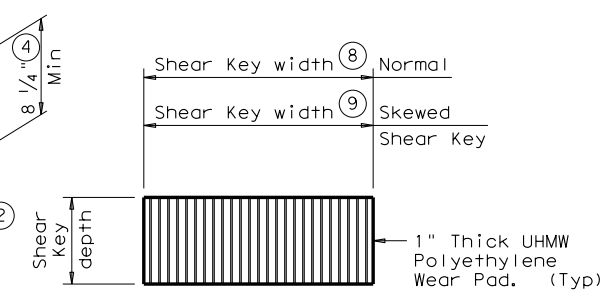 4
8 1/4"
Min
Shear Key width 8 Normal
Shear Key width 9 Skewed
Shear Key
Shear
Key
depth
1" Thick UHMW
Polyethylene
Wear Pad. (Typ)